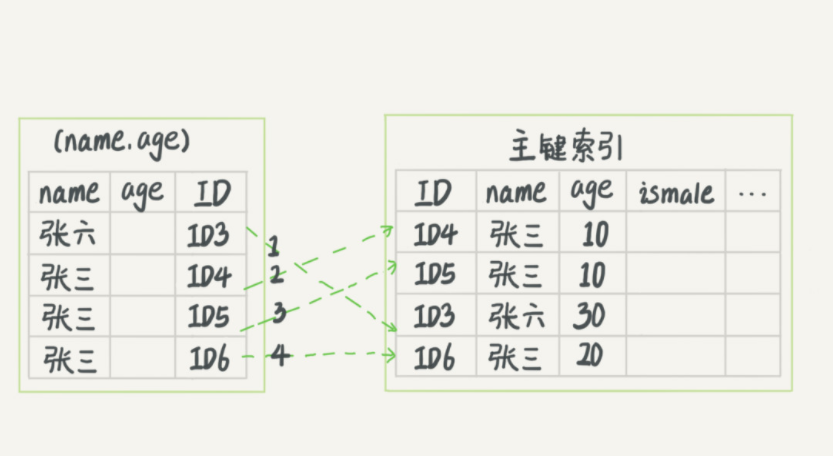 (name.age)
name age ID
张六 ID3
张三 ID4
张三 ID5
张三 ID6
1
2
3
4
主键索引
ID name age ismale ...
ID4 张三 10
ID5 张三 10
ID3 张六 30
ID6 张三 20